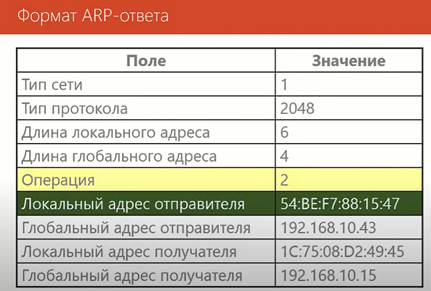 Формат ARP-ответа
Поле Значение
Тип сети 1
Тип протокола 2048
Длина локального адреса 6
Длина глобального адреса 4
Операция 2
Локальный адрес отправителя 54:BE:F7:88:15:47
Глобальный адрес отправителя 192.168.10.43
Локальный адрес получателя 1C:75:08:D2:49:45
Глобальный адрес получателя 192.168.10.15